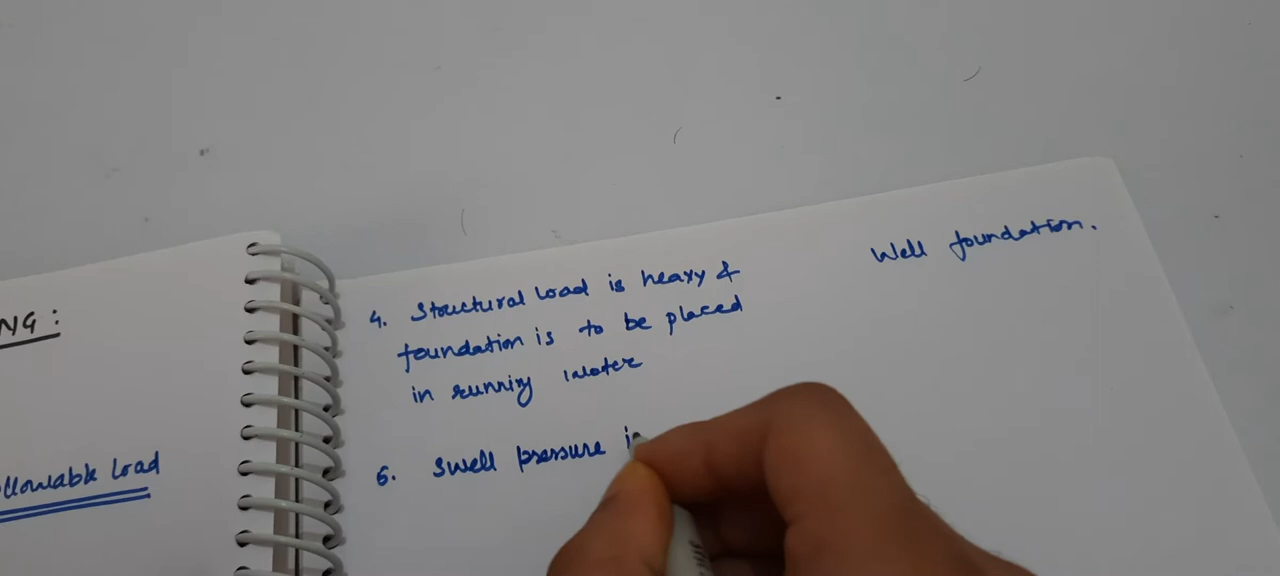 NG:
llowable load
4. Structural load is heavy &
foundation is to be placed
in running water
Well foundation.
5. Swell pressure i